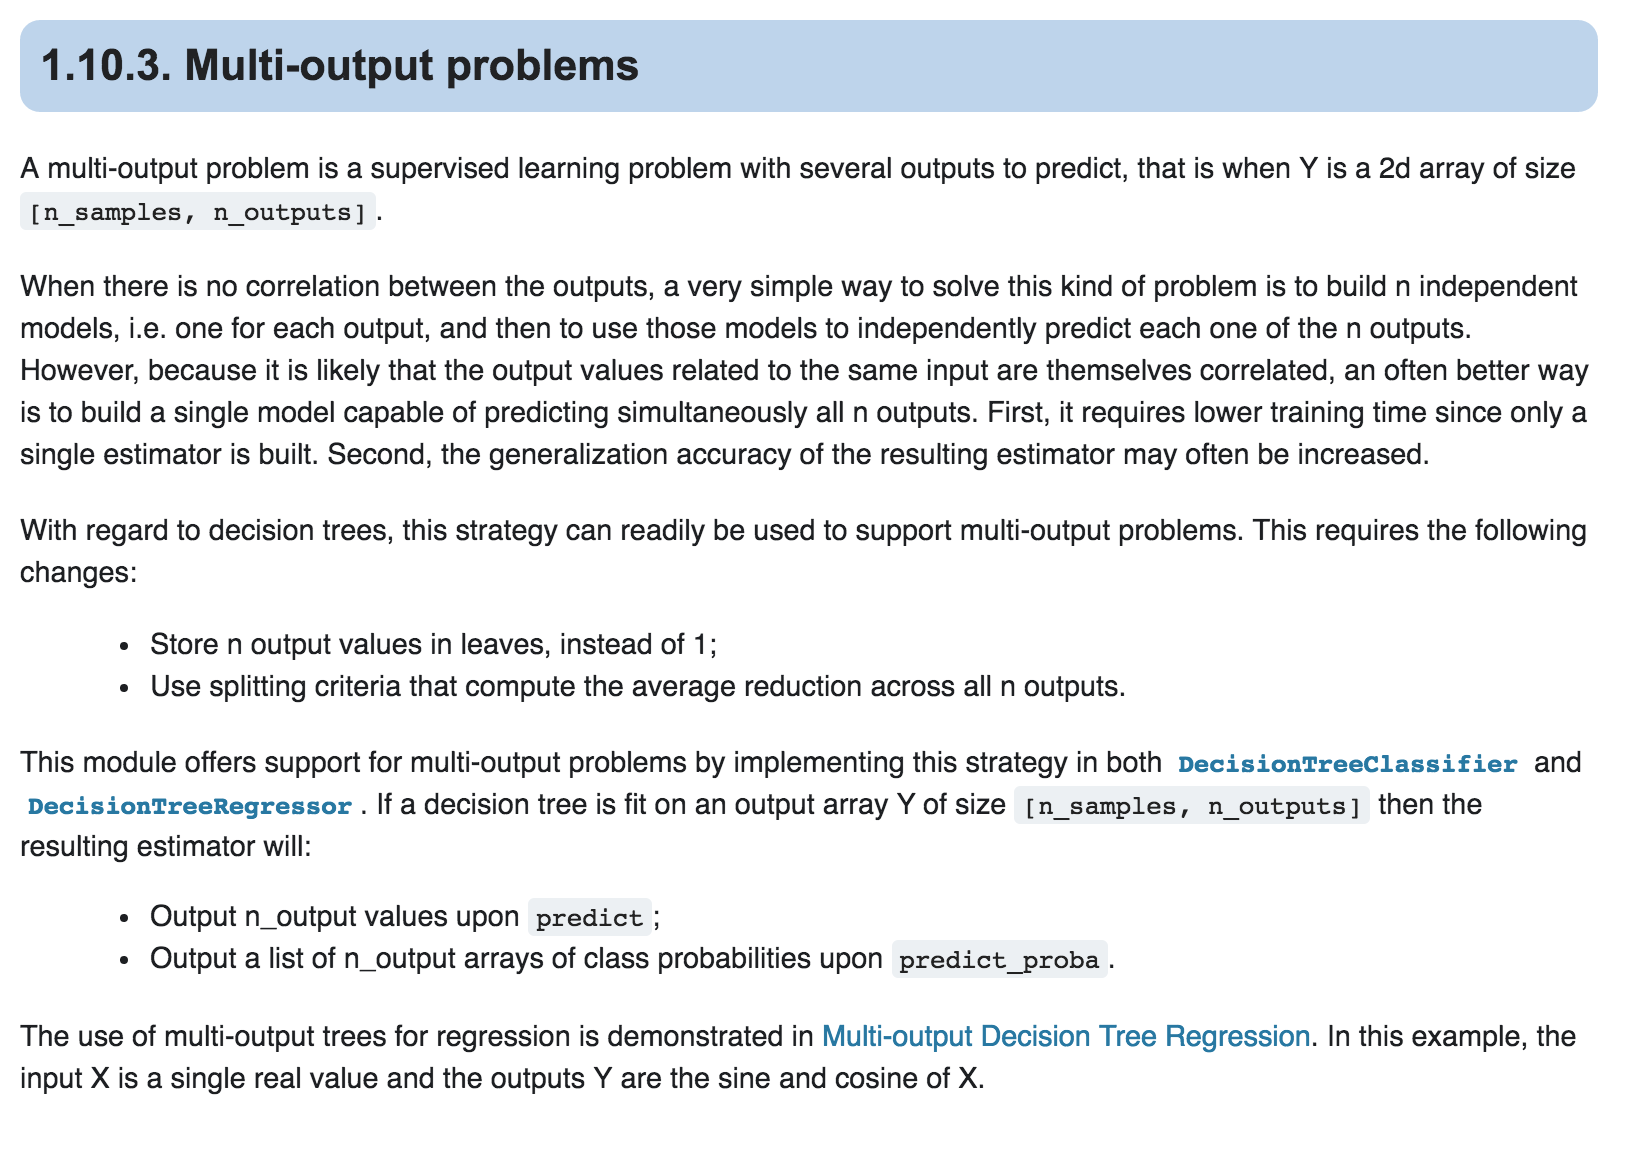 1.10.3. Multi-output problems
A multi-output problem is a supervised learning problem with several outputs to predict, that is when Y is a 2d array of size
[n_samples, n_outputs].
When there is no correlation between the outputs, a very simple way to solve this kind of problem is to build n independent
models, i.e. one for each output, and then to use those models to independently predict each one of the n outputs.
However, because it is likely that the output values related to the same input are themselves correlated, an often better way
is to build a single model capable of predicting simultaneously all n outputs. First, it requires lower training time since only a
single estimator is built. Second, the generalization accuracy of the resulting estimator may often be increased.
With regard to decision trees, this strategy can readily be used to support multi-output problems. This requires the following
changes:
• Store n output values in leaves, instead of 1;
• Use splitting criteria that compute the average reduction across all n outputs.
This module offers support for multi-output problems by implementing this strategy in both DecisionTreeClassifier and
DecisionTreeRegressor . If a decision tree is fit on an output array Y of size [n_samples, n_outputs] then the
resulting estimator will:
• Output n_output values upon predict;
• Output a list of n_output arrays of class probabilities upon predict_proba.
The use of multi-output trees for regression is demonstrated in Multi-output Decision Tree Regression. In this example, the
input X is a single real value and the outputs Y are the sine and cosine of X.